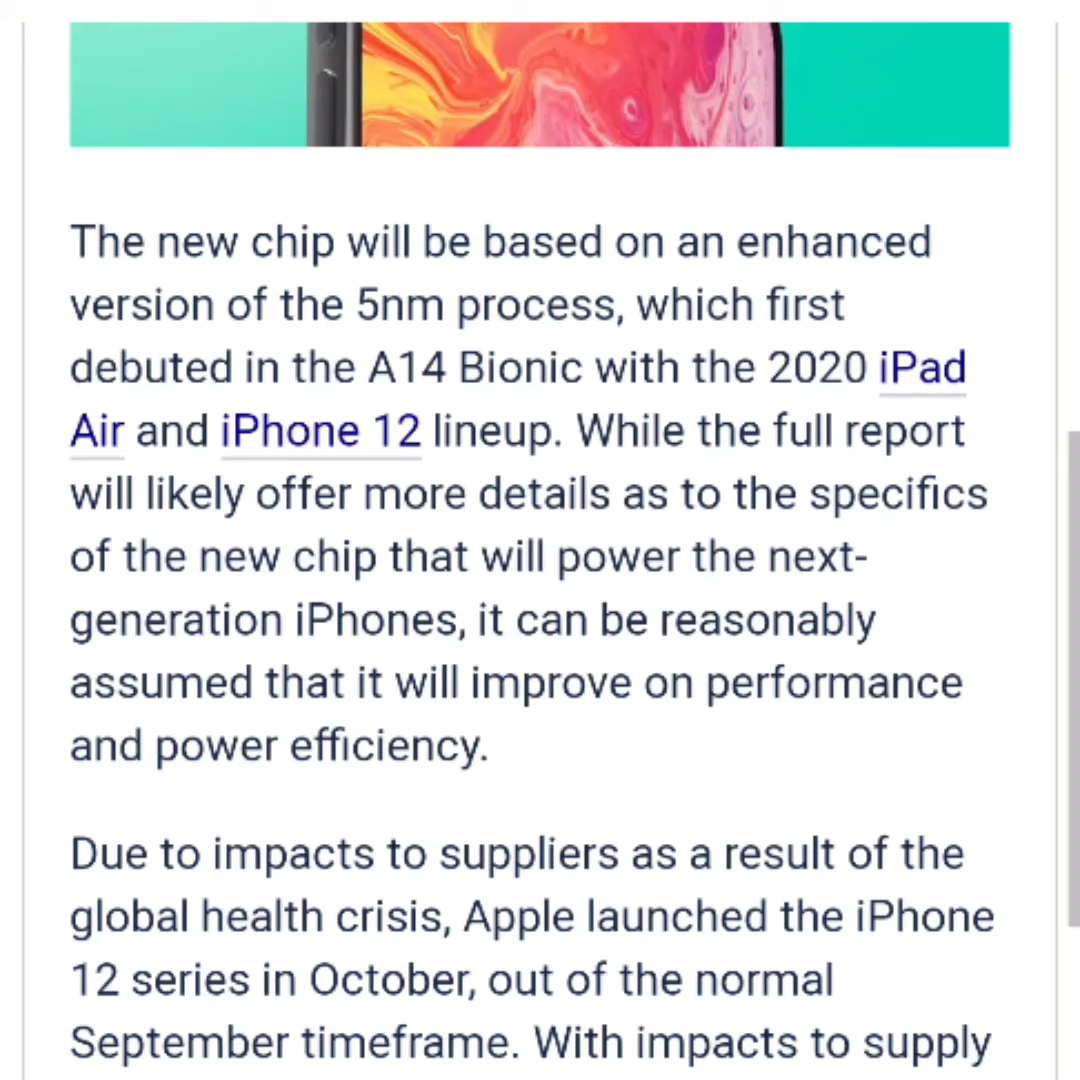 The new chip will be based on an enhanced
version of the 5nm process, which first
debuted in the A14 Bionic with the 2020 iPad
Air and iPhone 12 lineup. While the full report
will likely offer more details as to the specifics
of the new chip that will power the next-
generation iPhones, it can be reasonably
assumed that it will improve on performance
and power efficiency.
Due to impacts to suppliers as a result of the
global health crisis, Apple launched the iPhone
12 series in October, out of the normal
September timeframe. With impacts to supply